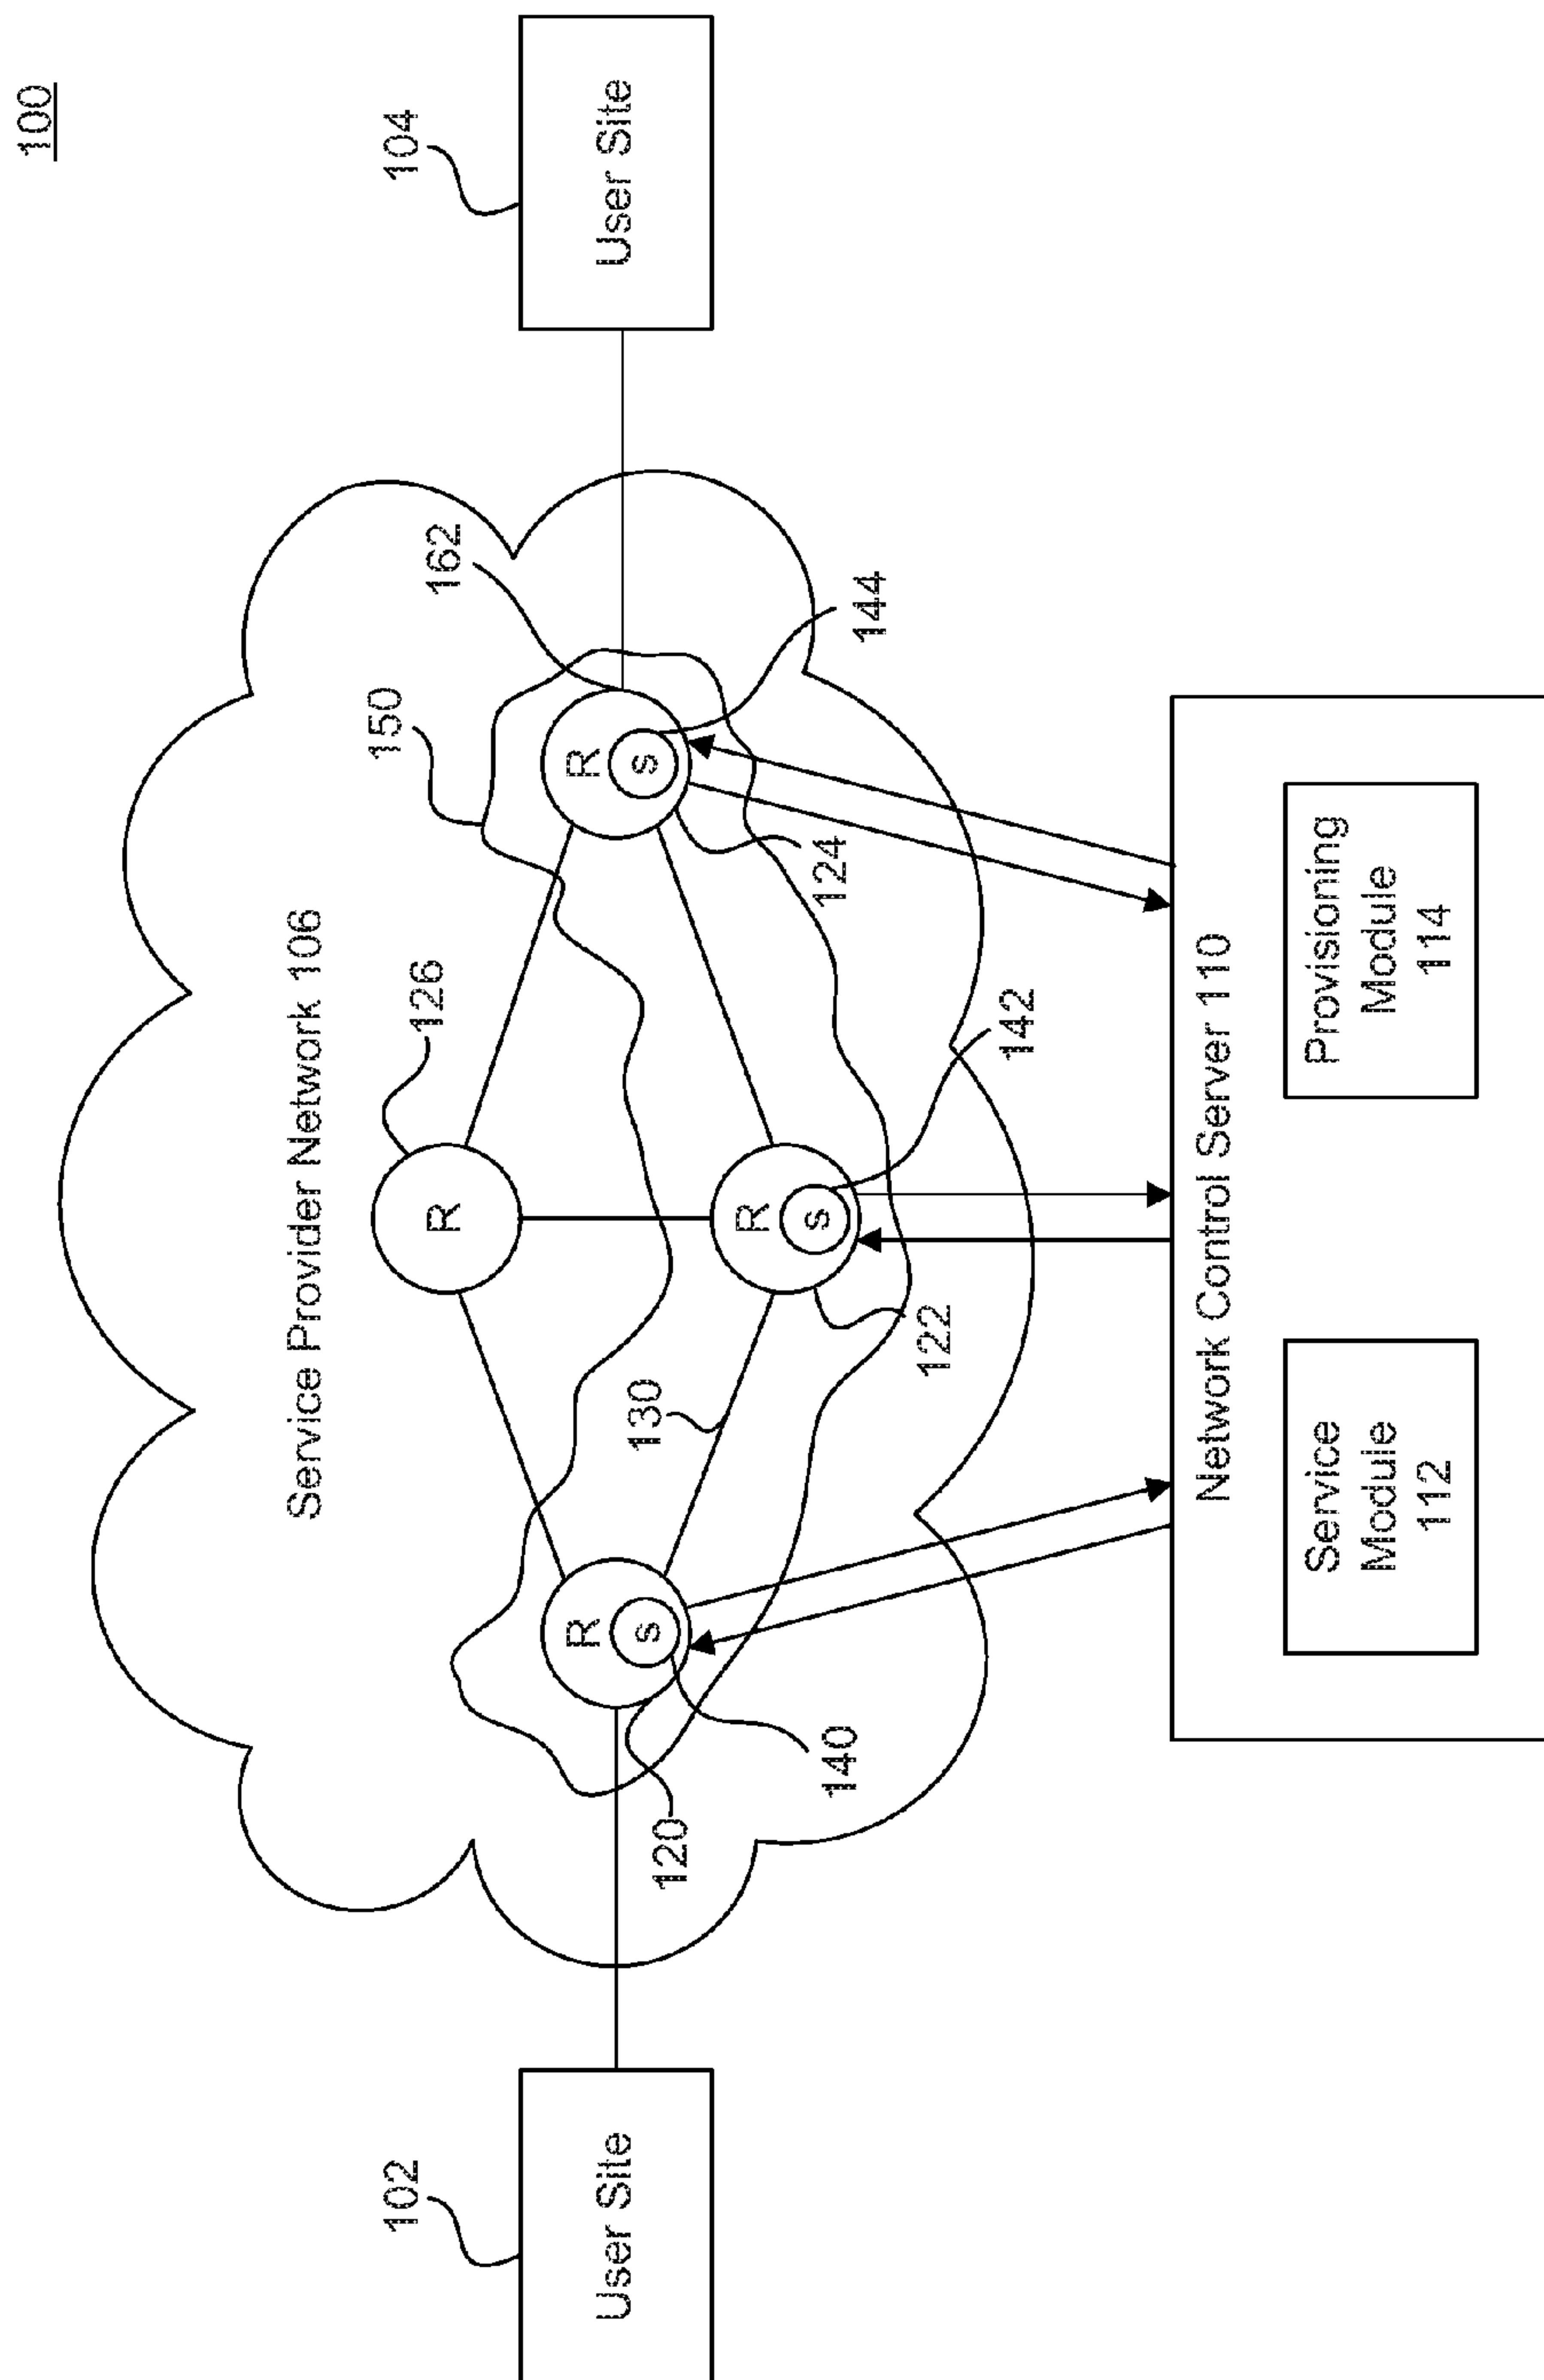 100
104
User Site
162
150
144
Service Provider Network 106
126
R
R
s
124
142
R
s
130
122
R
s
140
120
102
User Site
Network Control Server 110
Service
Module
112
Provisioning
Module
114